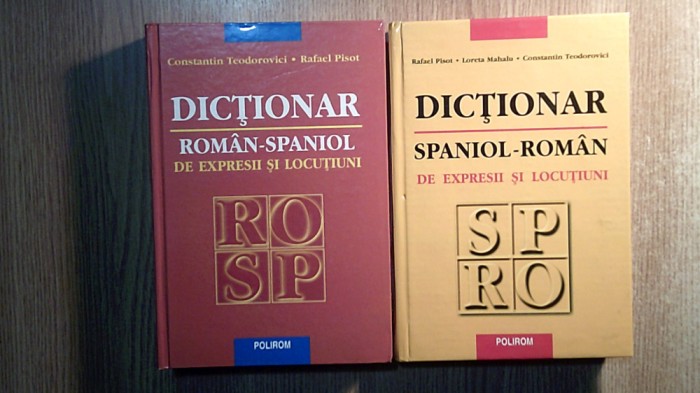 Constantin Teodorovici • Rafael Pisot
DICŢIONAR
ROMÂN-SPANIOL
DE EXPRESII ŞI LOCUŢIUNI
RO
SP
POLIROM
Rafael Pisot • Loreta Mahalu • Constantin Teodorovici
DICŢIONAR
SPANIOL-ROMÂN
DE EXPRESII ŞI LOCUŢIUNI
SP
RO
POLIROM